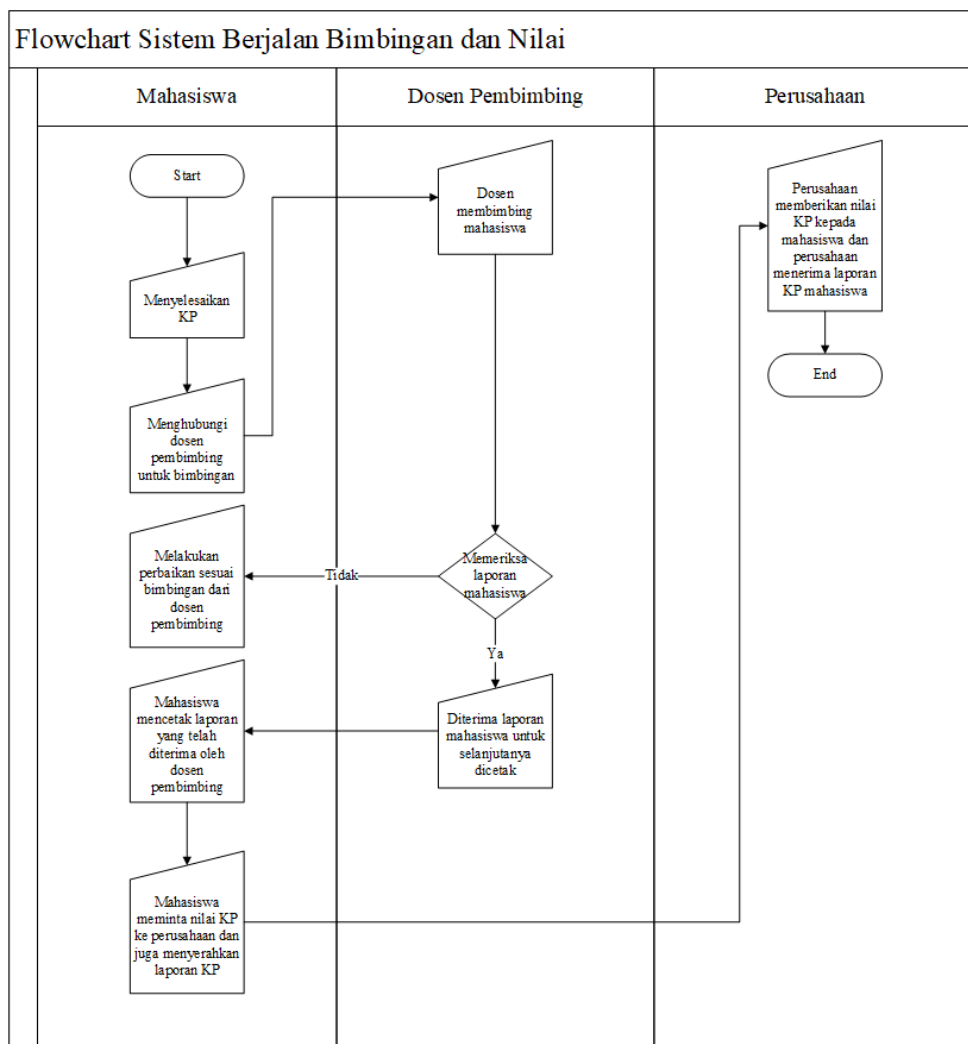 Flowchart Sistem Berjalan Bimbingan dan Nilai
Mahasiswa
Dosen Pembimbing
Perusahaan
Start
Menyelesaikan
KP
Menghubungi
dosen
pembimbing
untuk bimbingan
Melakukan
perbaikan sesuai
bimbingan dari
dosen
pembimbing
Mahasiswa
mencetak laporan
yang telah
diterima oleh
dosen
pembimbing
Mahasiswa
meminta nilai KP
ke perusahaan dan
juga menyerahkan
laporan KP
Dosen
membimbing
mahasiswa
Memeriksa
laporan
mahasiswa
Tidak
Ya
Diterima laporan
mahasiswa untuk
selanjutanya
dicetak
Perusahaan
memberikan nilai
KP kepada
mahasiswa dan
perusahaan
menerima laporan
KP mahasiswa
End